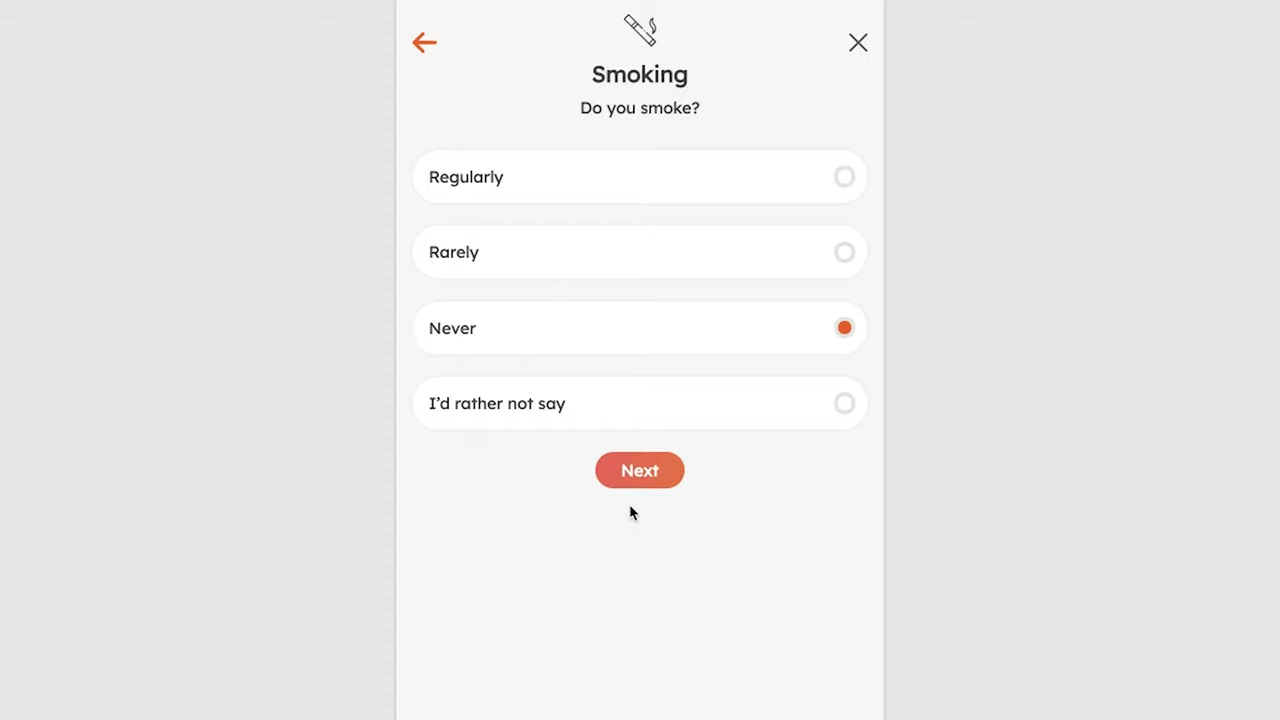 Smoking
Do you smoke?
Regularly
Rarely
Never
I’d rather not say
Next